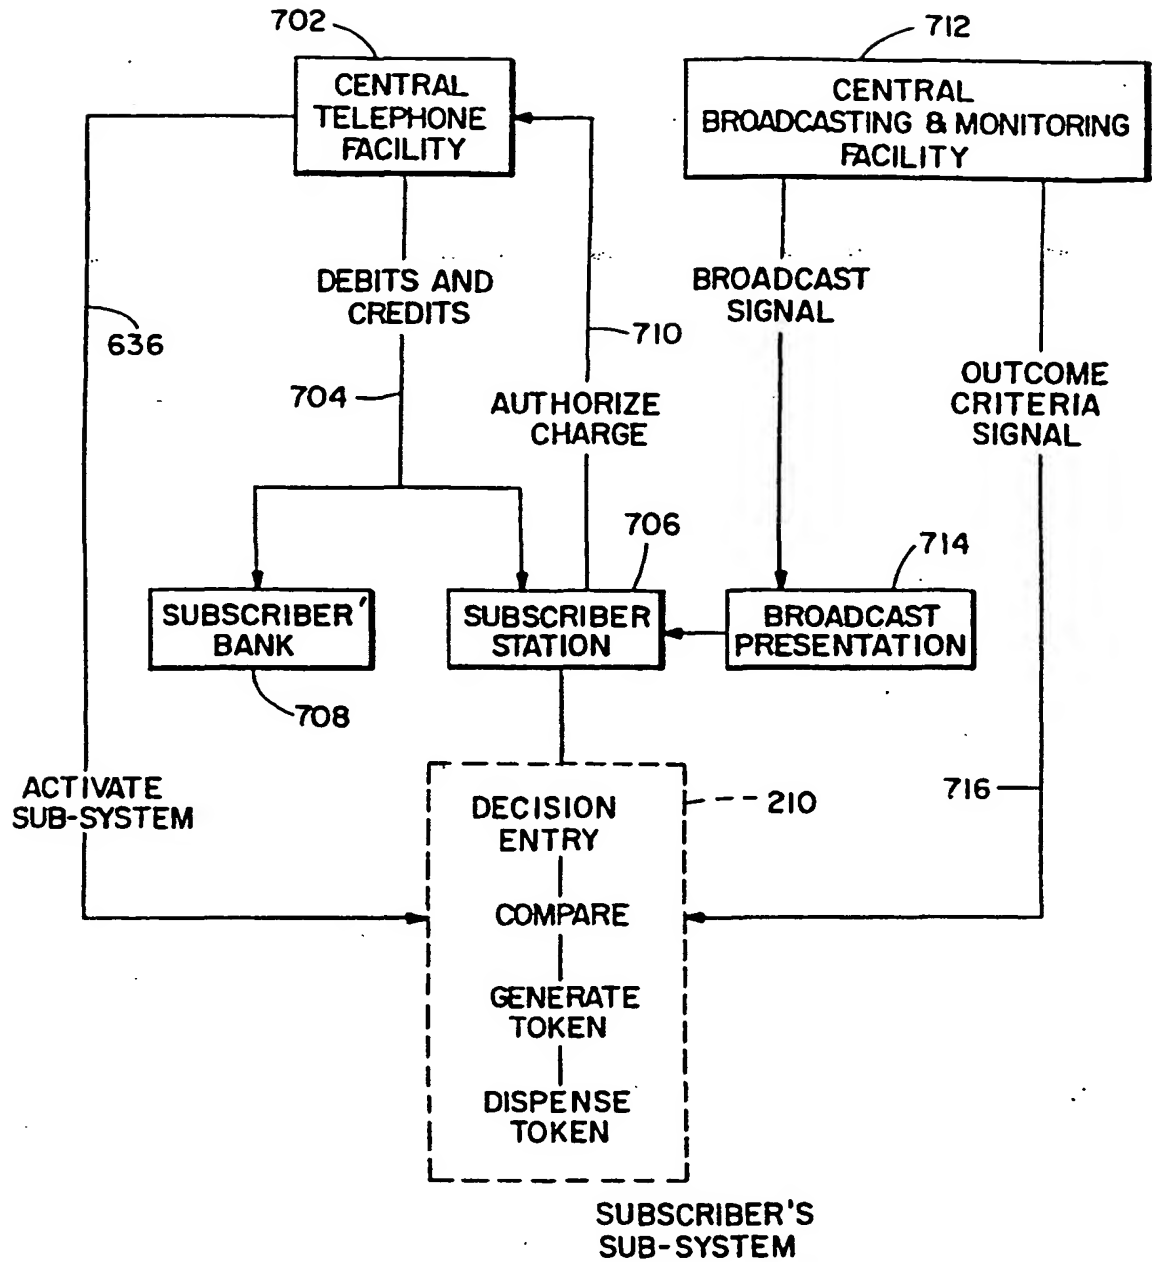 702
712
CENTRAL
TELEPHONE
FACILITY
CENTRAL
BROADCASTING & MONITORING
FACILITY
DEBITS AND
CREDITS
BROADCAST
SIGNAL
636
710
704
AUTHORIZE
CHARGE
OUTCOME
CRITERIA
SIGNAL
706
714
SUBSCRIBER'
BANK
SUBSCRIBER
STATION
BROADCAST
PRESENTATION
708
ACTIVATE
SUB-SYSTEM
716
210
DECISION
ENTRY
COMPARE
GENERATE
TOKEN
DISPENSE
TOKEN
SUBSCRIBER'S
SUB-SYSTEM